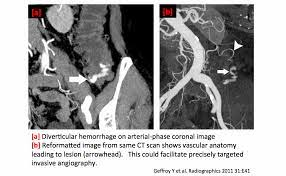 [a]
[b]
[a] Diverticular hemorrhage on arterial-phase coronal image
[b] Reformatted image from same CT scan shows vascular anatomy
leading to lesion (arrowhead). This could facilitate precisely targeted
invasive angiography.
Geffroy Y et al. Radiographics 2011 31:E41